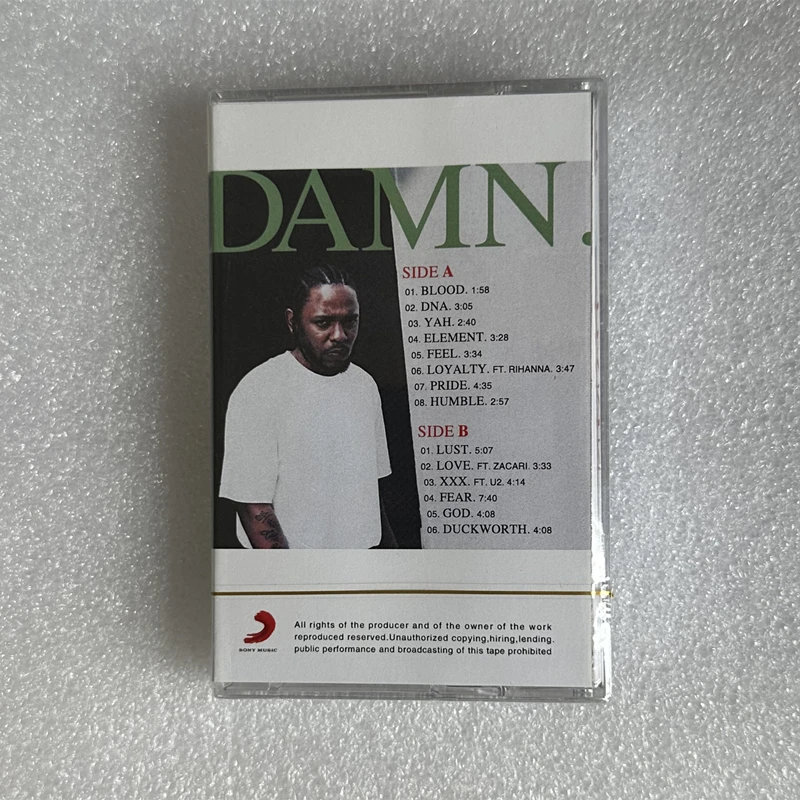 DAMN.
SIDE A
01. BLOOD. 1:58
02. DNA. 3:05
03. YAH. 2:40
04. ELEMENT. 3:28
05. FEEL. 3:34
06. LOYALTY. FT. RIHANNA. 3:47
07. PRIDE. 4:35
08. HUMBLE. 2:57
SIDE B
01. LUST. 5:07
02. LOVE. FT. ZACARI. 3:33
03. XXX. FT. U2. 4:14
04. FEAR. 7:40
05. GOD. 4:08
06. DUCKWORTH. 4:08
All rights of the producer and of the owner of the work
reproduced reserved.Unauthorized copying,hiring,lending.
public performance and broadcasting of this tape prohibited
SONY MUSIC